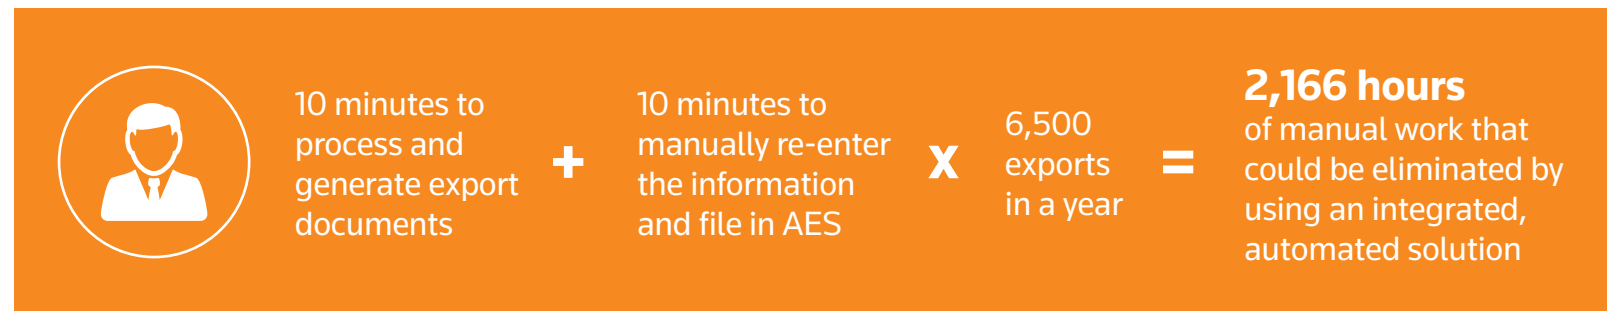 10 minutes to
process and
generate export
documents
+
10 minutes to
manually re-enter
the information
and file in AES
x
6,500
exports
in a year
=
2,166 hours
of manual work that
could be eliminated by
using an integrated,
automated solution